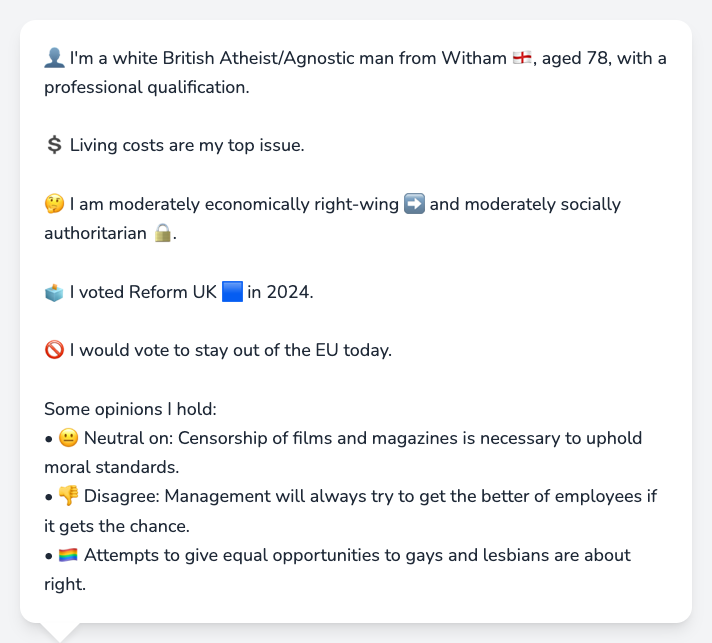 👤 I'm a white British Atheist/Agnostic man from Witham 🏴󠁧󠁢󠁥󠁮󠁧󠁿, aged 78, with a
professional qualification.
💲 Living costs are my top issue.
🤔 I am moderately economically right-wing ➡️ and moderately socially
authoritarian 🔒.
🗳️ I voted Reform UK 🟦 in 2024.
🚫 I would vote to stay out of the EU today.
Some opinions I hold:
• 😐 Neutral on: Censorship of films and magazines is necessary to uphold
moral standards.
• 👎 Disagree: Management will always try to get the better of employees if
it gets the chance.
• 🏳️‍🌈 Attempts to give equal opportunities to gays and lesbians are about
right.